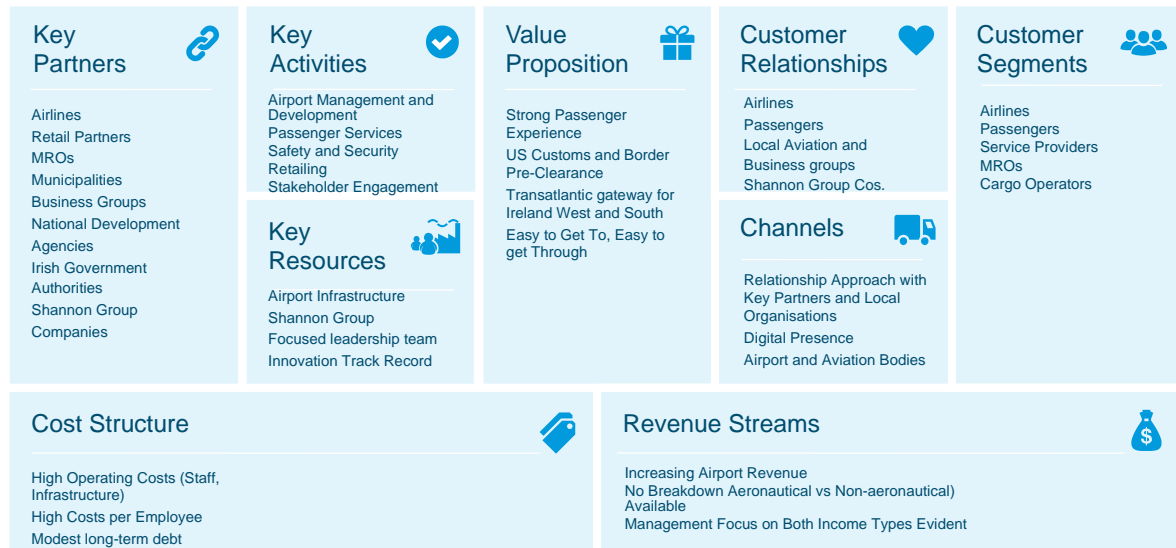 Key
Partners
Airlines
Retail Partners
MROs
Municipalities
Business Groups
National Development
Agencies
Irish Government
Authorities
Shannon Group
Companies
Key
Activities
Airport Management and
Development
Passenger Services
Safety and Security
Retailing
Stakeholder Engagement
Key
Resources
Airport Infrastructure
Shannon Group
Focused leadership team
Innovation Track Record
Value
Proposition
Strong Passenger
Experience
US Customs and Border
Pre-Clearance
Transatlantic gateway for
Ireland West and South
Easy to Get To, Easy to
get Through
Customer
Relationships
Airlines
Passengers
Local Aviation and
Business groups
Shannon Group Cos.
Channels
Relationship Approach with
Key Partners and Local
Organisations
Digital Presence
Airport and Aviation Bodies
Customer
Segments
Airlines
Passengers
Service Providers
MROs
Cargo Operators
Cost Structure
High Operating Costs (Staff,
Infrastructure)
High Costs per Employee
Modest long-term debt
Revenue Streams
$
Increasing Airport Revenue
No Breakdown Aeronautical vs Non-aeronautical)
Available
Management Focus on Both Income Types Evident